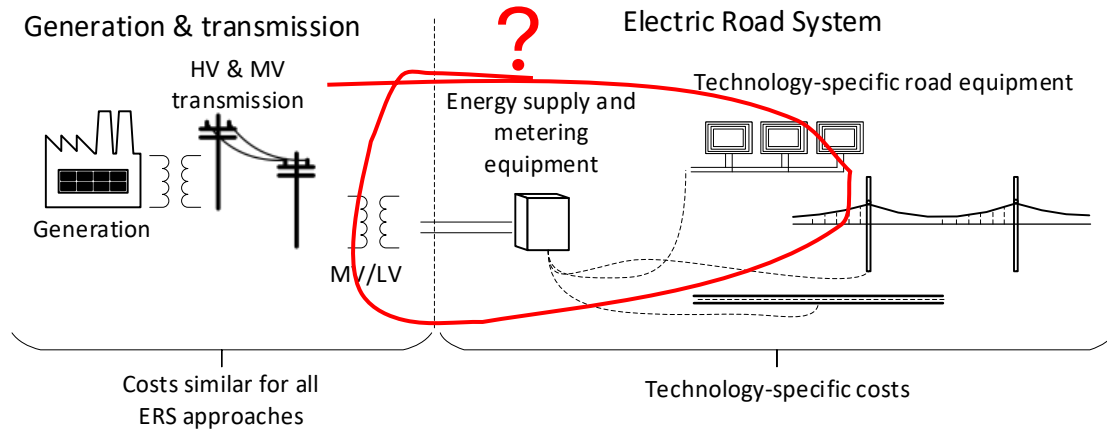 Generation & transmission
?
Electric Road System
HV & MV
transmission
Technology-specific road equipment
Energy supply and
metering
equipment
Generation
MV/LV
Costs similar for all
ERS approaches
Technology-specific costs